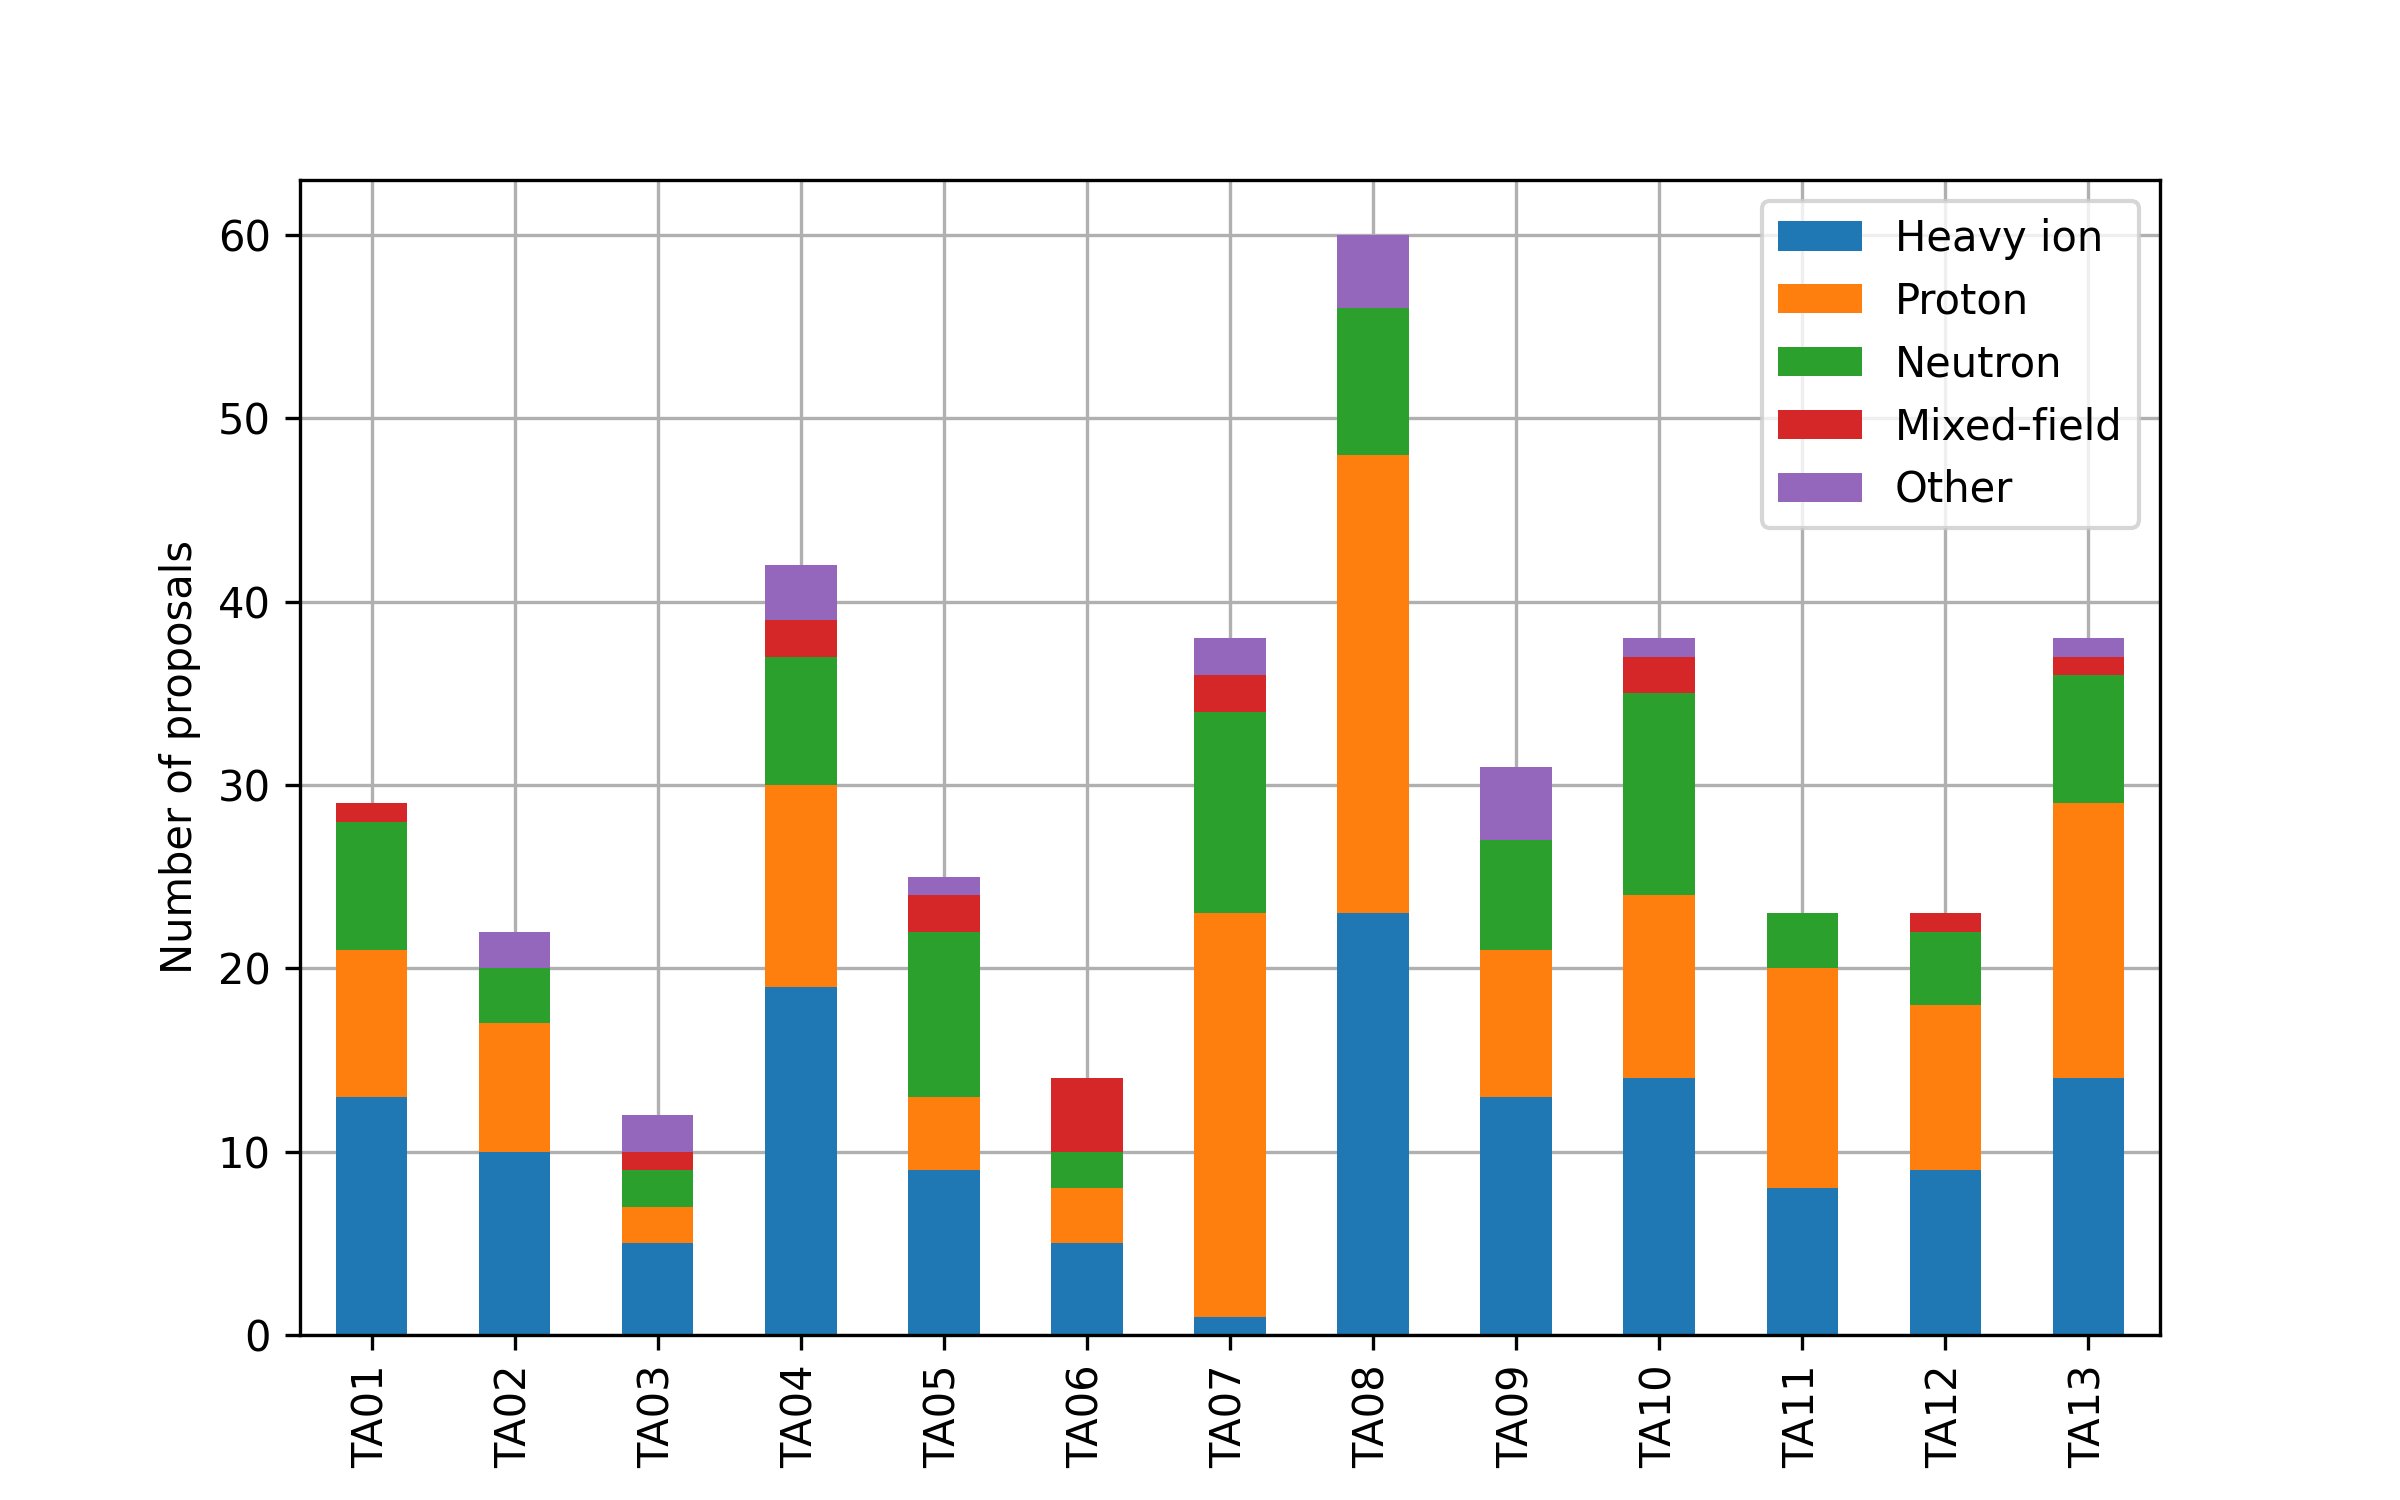 Number of proposals
60
50
40
30
20
10
0
Heavy ion
Proton
Neutron
Mixed-field
Other
TA01 TA02 TA03 TA04 TA05 TA06 TA07 TA08 TA09 TA10 TA11 TA12 TA13